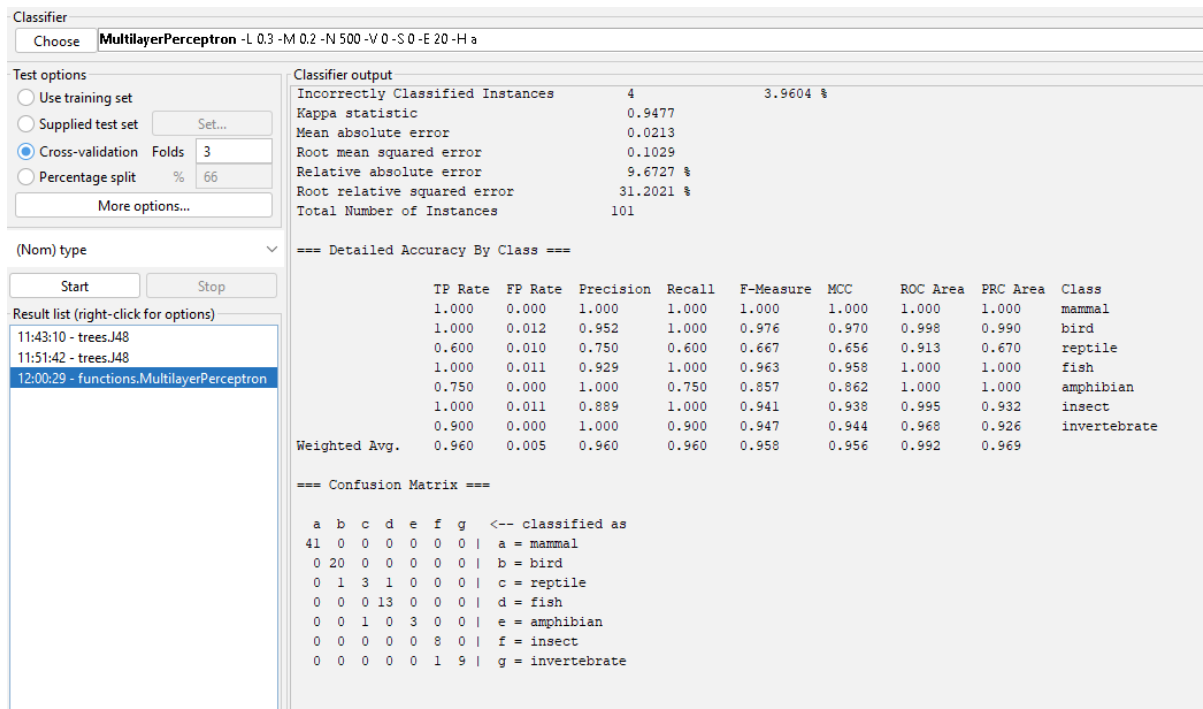 Classifier
Choose MultilayerPerceptron -L 0.3 -M 0.2 -N 500 -V 0 -S 0 -E 20 -H a
Test options
Use training set
Supplied test set Set...
Cross-validation Folds 3
Percentage split % 66
More options...
(Nom) type
Start Stop
Result list (right-click for options)
11:43:10 - trees.J48
11:51:42 - trees.J48
12:00:29 - functions.MultilayerPerceptron
Classifier output
Incorrectly Classified Instances 4 3.9604 %
Kappa statistic 0.9477
Mean absolute error 0.0213
Root mean squared error 0.1029
Relative absolute error 9.6727 %
Root relative squared error 31.2021 %
Total Number of Instances 101
=== Detailed Accuracy By Class ===
TP Rate FP Rate Precision Recall F-Measure MCC ROC Area PRC Area Class
1.000 0.000 1.000 1.000 1.000 1.000 1.000 1.000 mammal
1.000 0.012 0.952 1.000 0.976 0.970 0.998 0.990 bird
0.600 0.010 0.750 0.600 0.667 0.656 0.913 0.670 reptile
1.000 0.011 0.929 1.000 0.963 0.958 1.000 1.000 fish
0.750 0.000 1.000 0.750 0.857 0.862 1.000 1.000 amphibian
1.000 0.011 0.889 1.000 0.941 0.938 0.995 0.932 insect
0.900 0.000 1.000 0.900 0.947 0.944 0.968 0.926 invertebrate
Weighted Avg. 0.960 0.005 0.960 0.960 0.958 0.956 0.992 0.969
=== Confusion Matrix ===
a b c d e f g <-- classified as
41 0 0 0 0 0 0 | a = mammal
0 20 0 0 0 0 0 | b = bird
0 1 3 1 0 0 0 | c = reptile
0 0 0 13 0 0 0 | d = fish
0 0 1 0 3 0 0 | e = amphibian
0 0 0 0 0 8 0 | f = insect
0 0 0 0 0 1 9 | g = invertebrate